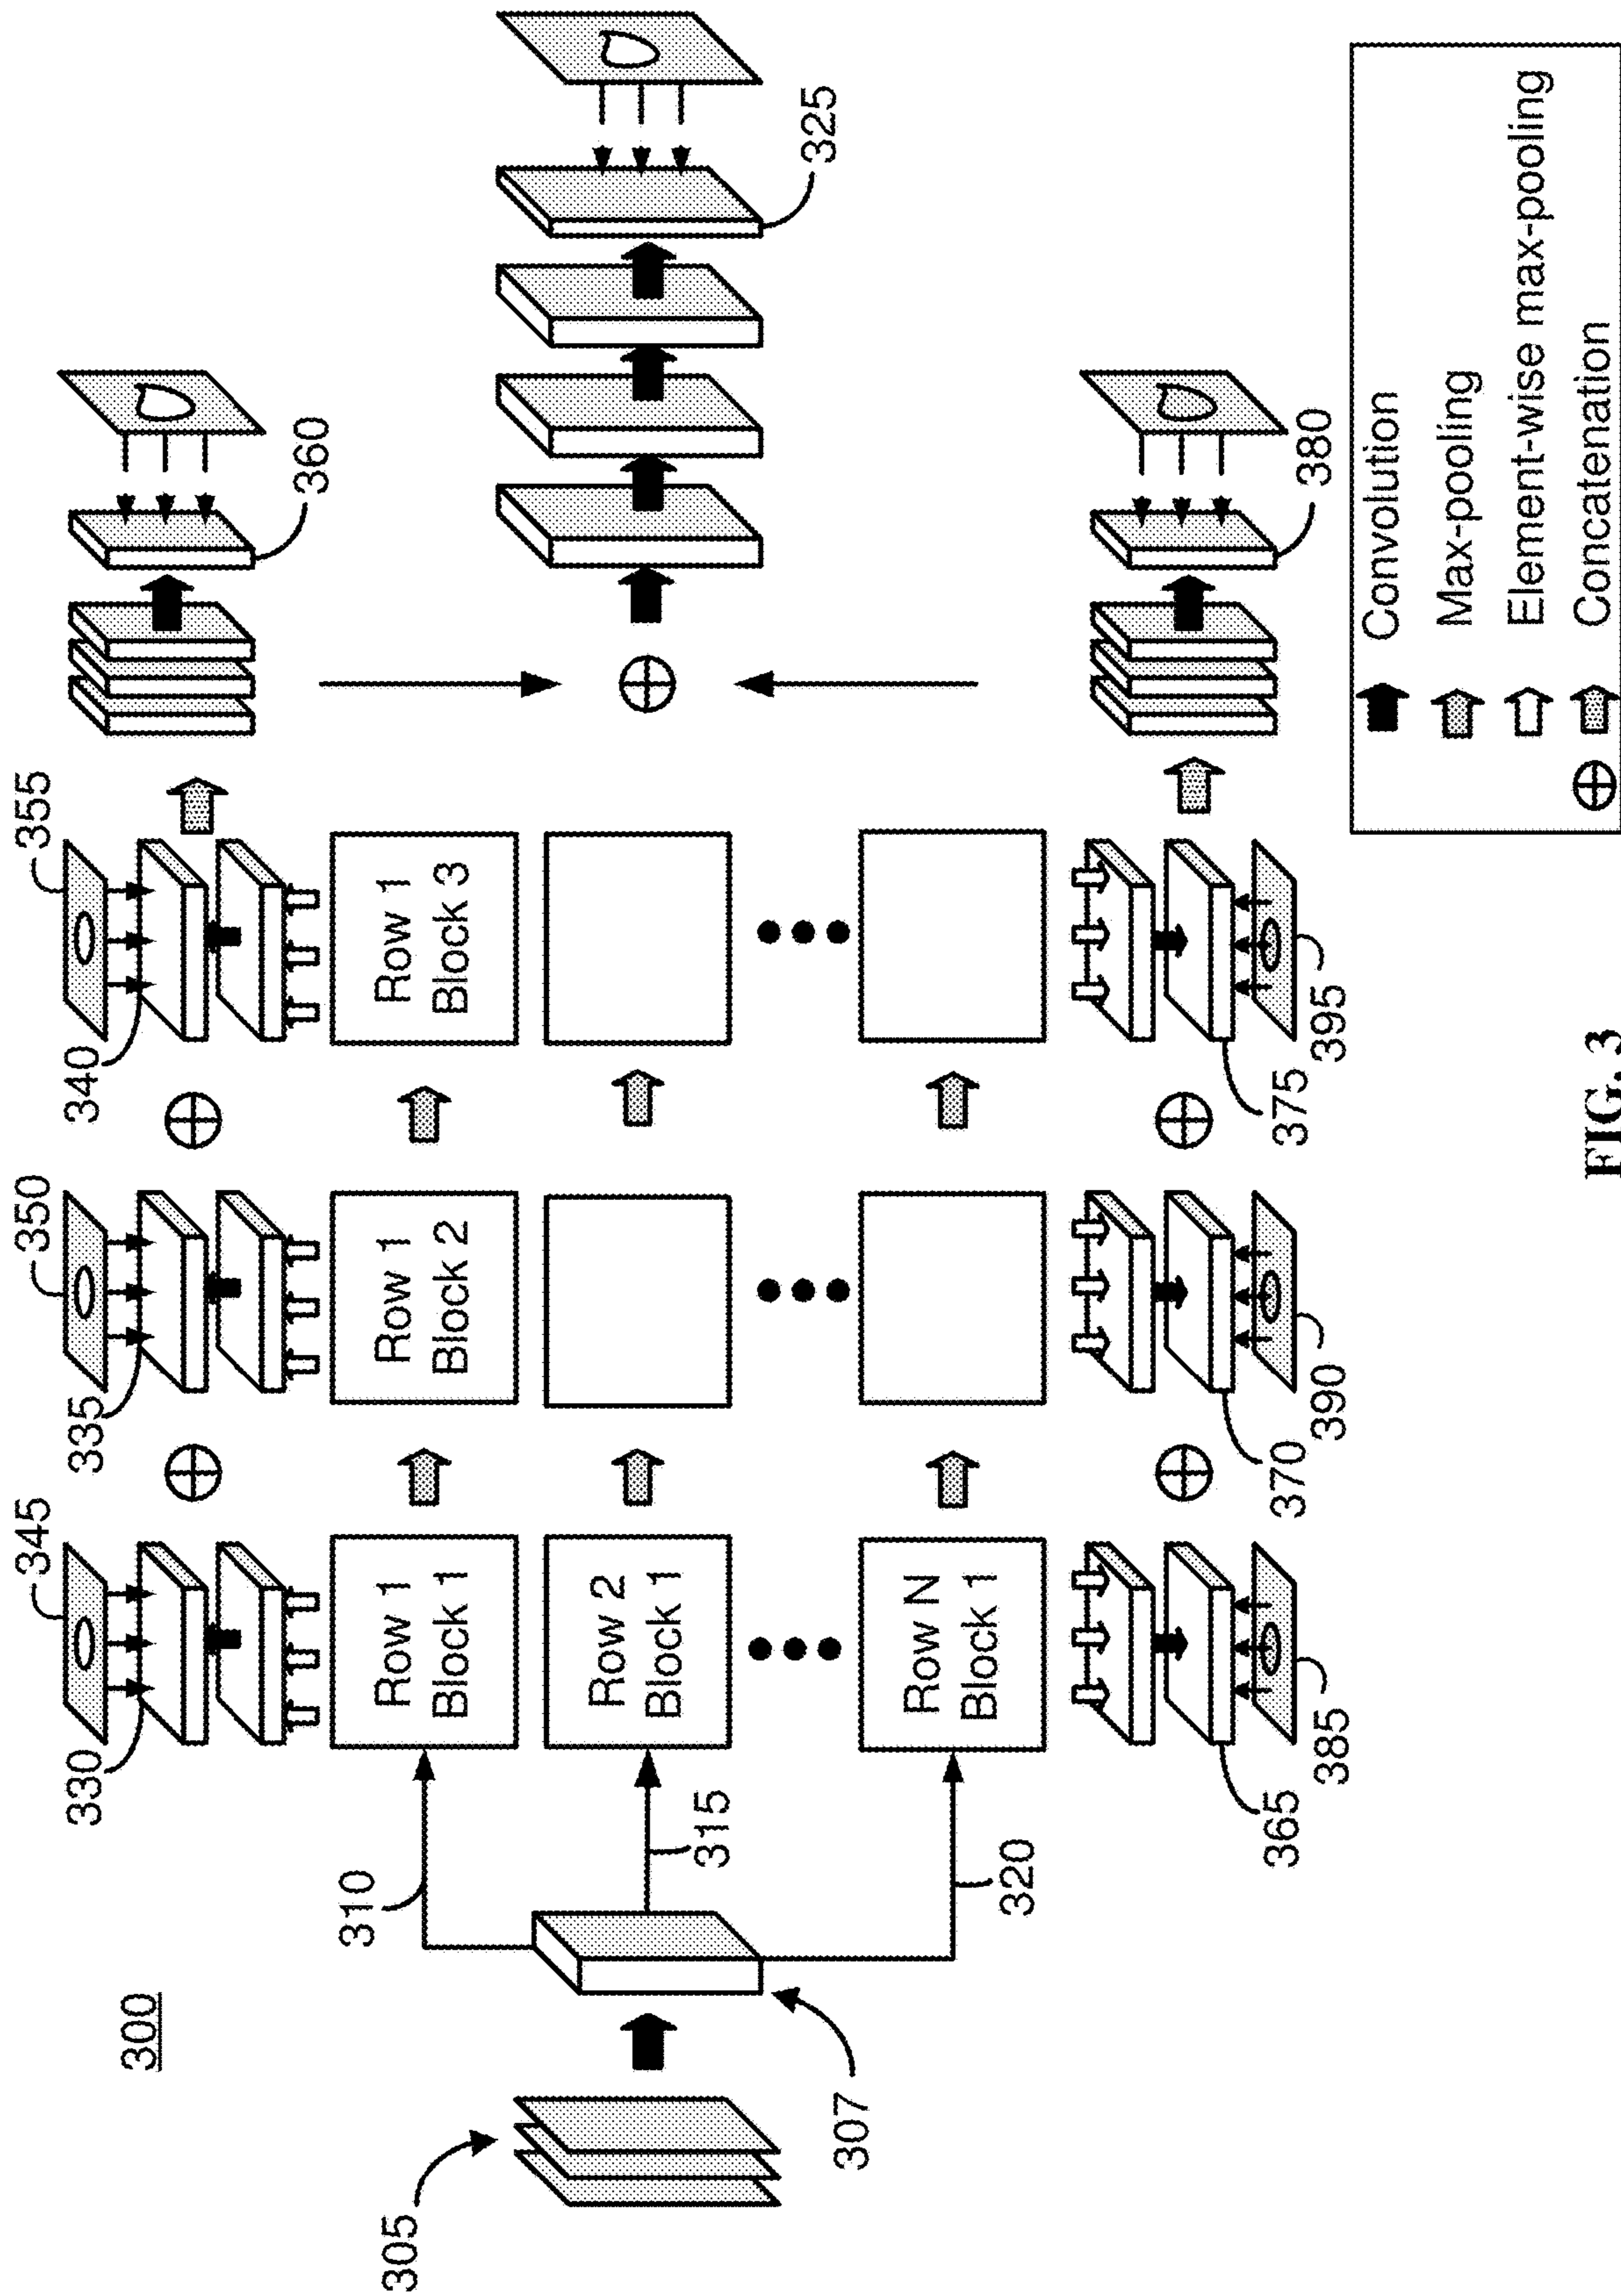 300
305
307
310
315
320
345
350
355
330
335
340
360
Row 1
Block 1
Row 1
Block 2
Row 1
Block 3
Row 2
Block 1
Row N
Block 1
325
365
370
375
385
390
395
380
Convolution
Max-pooling
Element-wise max-pooling
Concatenation
FIG. 3